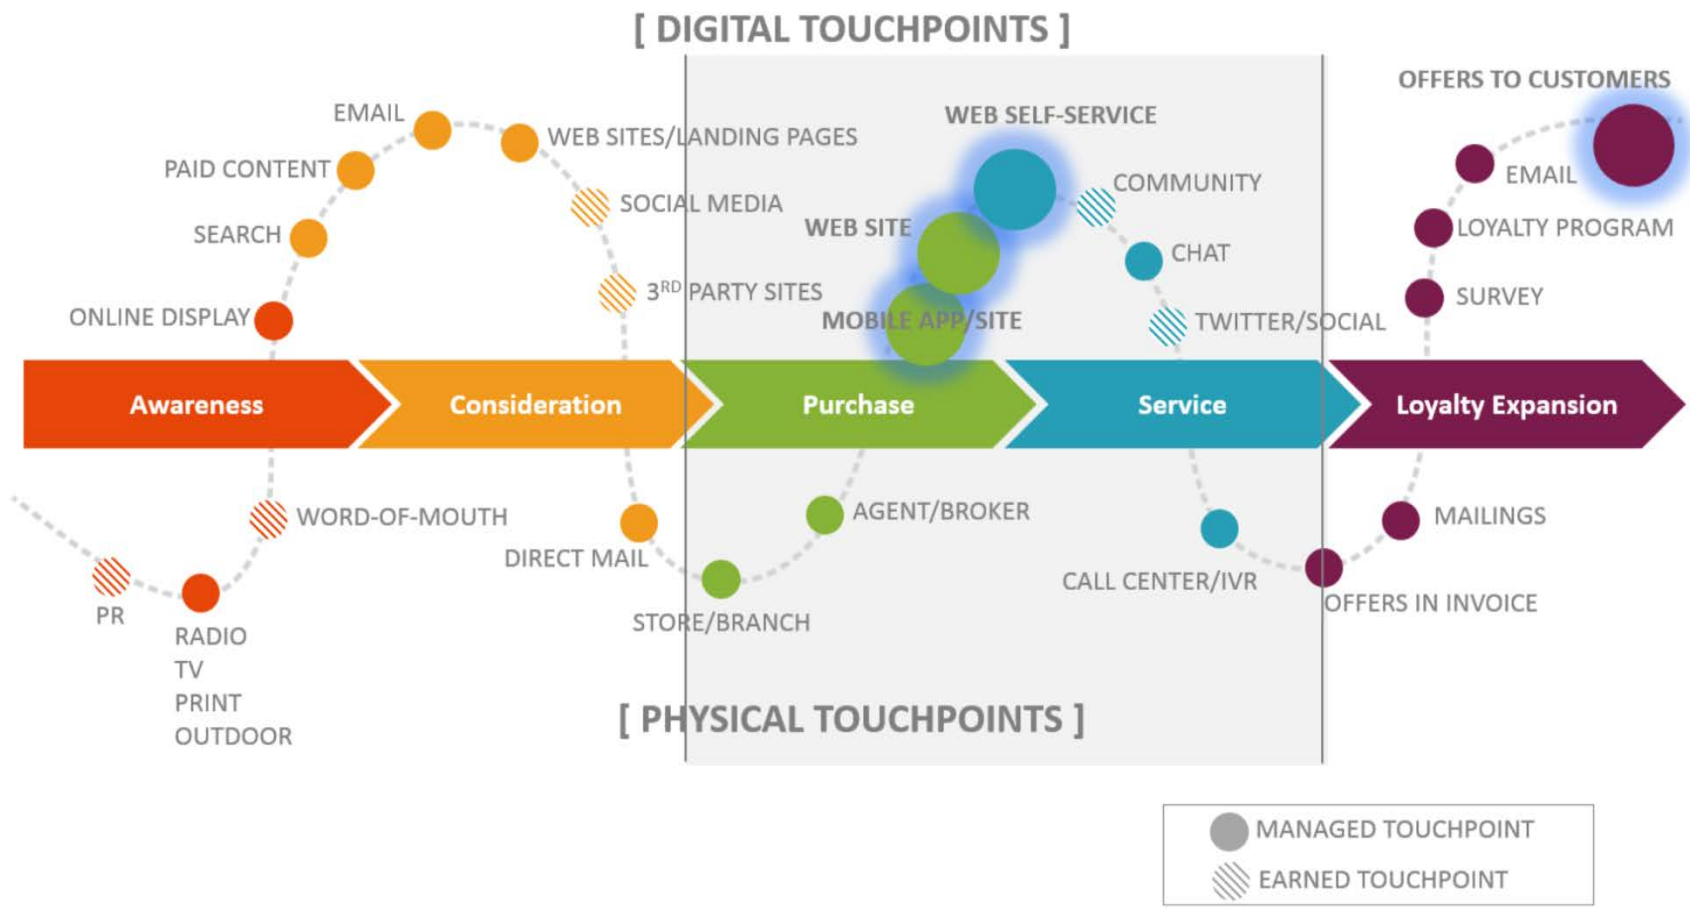 [ DIGITAL TOUCHPOINTS ]
OFFERS TO CUSTOMERS
EMAIL
WEB SELF-SERVICE
WEB SITES/LANDING PAGES
PAID CONTENT
EMAIL
COMMUNITY
SOCIAL MEDIA
WEB SITE
LOYALTY PROGRAM
SEARCH
CHAT
3RD PARTY SITES
SURVEY
ONLINE DISPLAY
MOBILE APP/SITE
TWITTER/SOCIAL
Awareness
Consideration
Purchase
Service
Loyalty Expansion
WORD-OF-MOUTH
AGENT/BROKER
MAILINGS
DIRECT MAIL
CALL CENTER/IVR
OFFERS IN INVOICE
PR
STORE/BRANCH
RADIO
TV
PRINT
OUTDOOR
[ PHYSICAL TOUCHPOINTS ]
MANAGED TOUCHPOINT
EARNED TOUCHPOINT